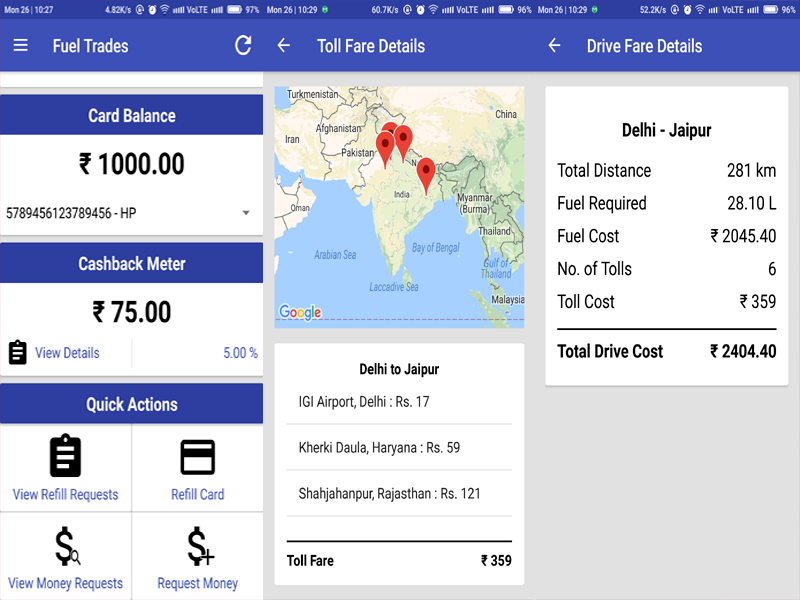 Mon 26 | 10:27 4.82K/s VoLTE 97%
Fuel Trades
Card Balance
₹ 1000.00
5789456123789456 - HP
Cashback Meter
₹ 75.00
View Details 5.00 %
Quick Actions
View Refill Requests Refill Card
View Money Requests Request Money
Mon 26 | 10:29 60.7K/s VoLTE 96%
Toll Fare Details
Turkmenistan
China
Afghanistan
Iran
Pakistan
N
India
Oman
Myanmar
(Burma)
Thailand
Arabian Sea
Bay of Bengal
Gulf of
Thailand
Laccadive Sea
Malaysia
Google
Delhi to Jaipur
IGI Airport, Delhi : Rs. 17
Kherki Daula, Haryana : Rs. 59
Shahjahanpur, Rajasthan : Rs. 121
Toll Fare ₹ 359
Mon 26 | 10:29 52.2K/s VoLTE 96%
Drive Fare Details
Delhi - Jaipur
Total Distance 281 km
Fuel Required 28.10 L
Fuel Cost ₹ 2045.40
No. of Tolls 6
Toll Cost ₹ 359
Total Drive Cost ₹ 2404.40